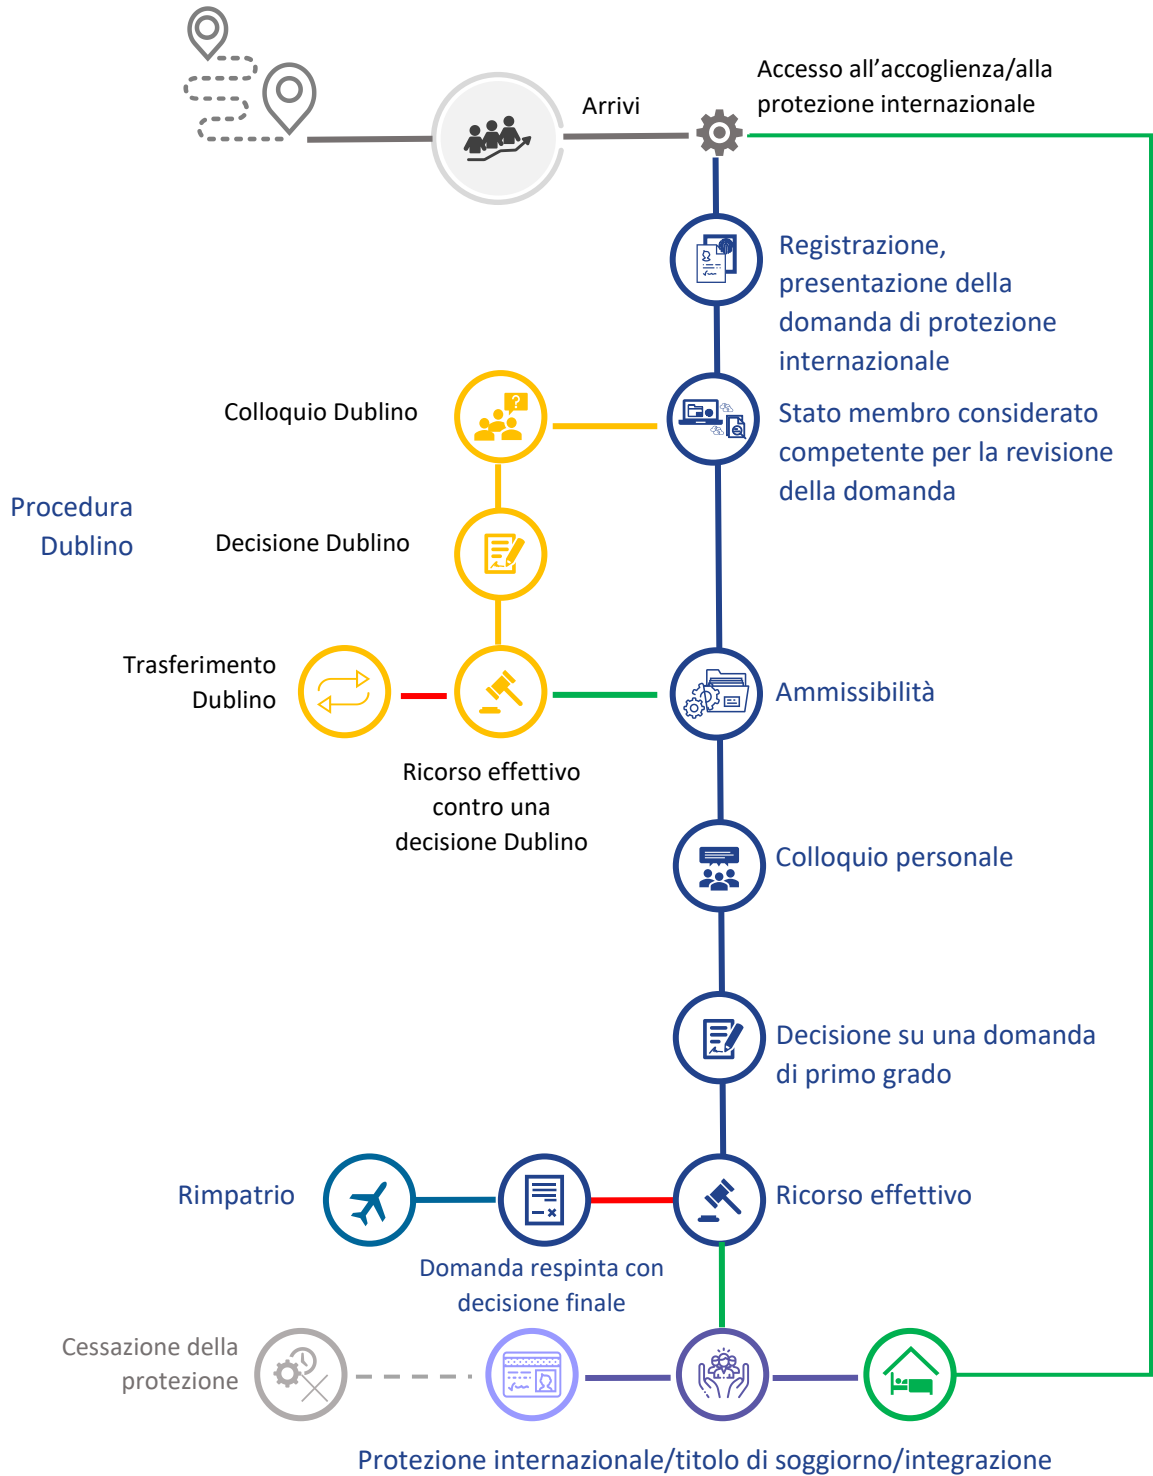 Accesso all’accoglienza/alla
protezione internazionale
Arrivi
Registrazione,
presentazione della
domanda di protezione
internazionale
Colloquio Dublino
Stato membro considerato
competente per la revisione
della domanda
Procedura
Dublino
Decisione Dublino
Trasferimento
Dublino
Ammissibilità
Ricorso effettivo
contro una
decisione Dublino
Colloquio personale
Decisione su una domanda
di primo grado
Rimpatrio
Ricorso effettivo
Domanda respinta con
decisione finale
Cessazione della
protezione
Protezione internazionale/titolo di soggiorno/integrazione